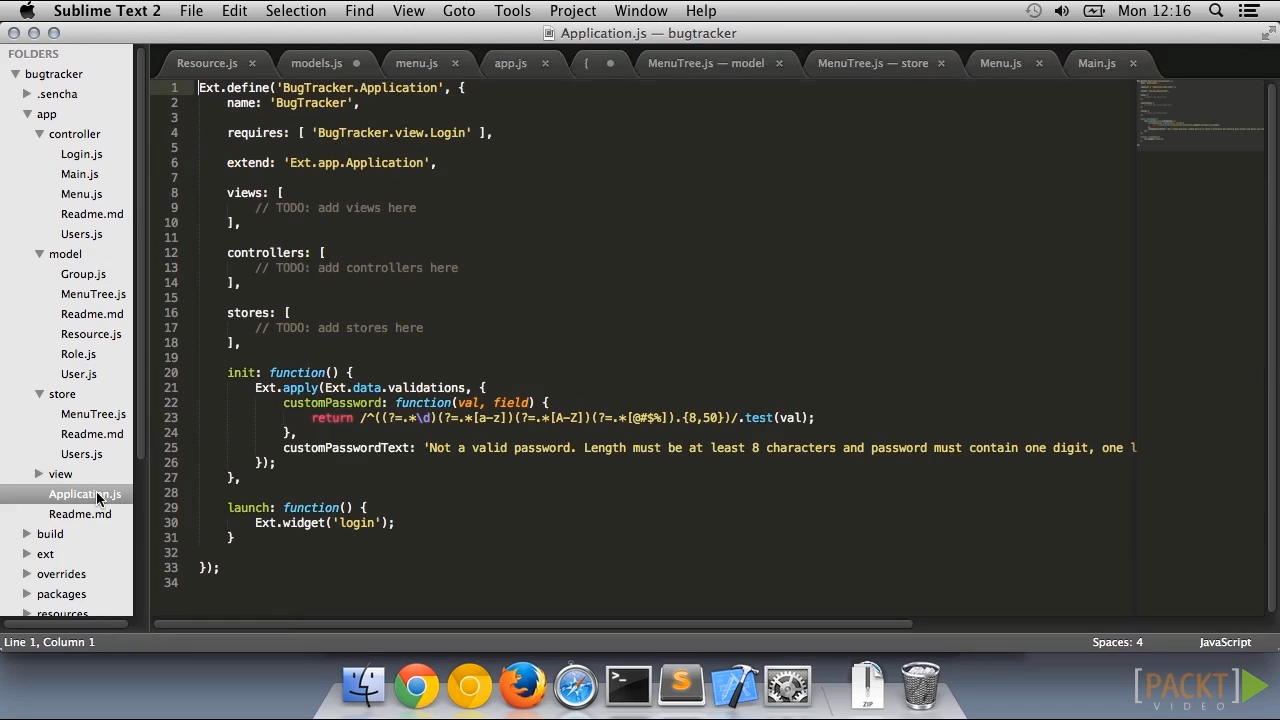 Sublime Text 2 File Edit Selection Find View Goto Tools Project Window Help Mon 12:16
Application.js — bugtracker
FOLDERS
bugtracker
.sencha
app
controller
Login.js
Main.js
Menu.js
Readme.md
Users.js
model
Group.js
MenuTree.js
Readme.md
Resource.js
Role.js
User.js
store
MenuTree.js
Readme.md
Users.js
view
Application.js
Readme.md
build
ext
overrides
packages
resources
Resource.js models.js menu.js app.js { MenuTree.js — model MenuTree.js — store Menu.js Main.js
1 Ext.define('BugTracker.Application', {
2 name: 'BugTracker',
3
4 requires: [ 'BugTracker.view.Login' ],
5
6 extend: 'Ext.app.Application',
7
8 views: [
9 // TODO: add views here
10 ],
11
12 controllers: [
13 // TODO: add controllers here
14 ],
15
16 stores: [
17 // TODO: add stores here
18 ],
19
20 init: function() {
21 Ext.apply(Ext.data.validations, {
22 customPassword: function(val, field) {
23 return /^((?=.*\d)(?=.*[a-z])(?=.*[A-Z])(?=.*[@#$%]).{8,50})/.test(val);
24 },
25 customPasswordText: 'Not a valid password. Length must be at least 8 characters and password must contain one digit, one l
26 });
27 },
28
29 launch: function() {
30 Ext.widget('login');
31 }
32
33 });
34
Line 1, Column 1 Spaces: 4 JavaScript
ZIP
[PACKT]
VIDEO